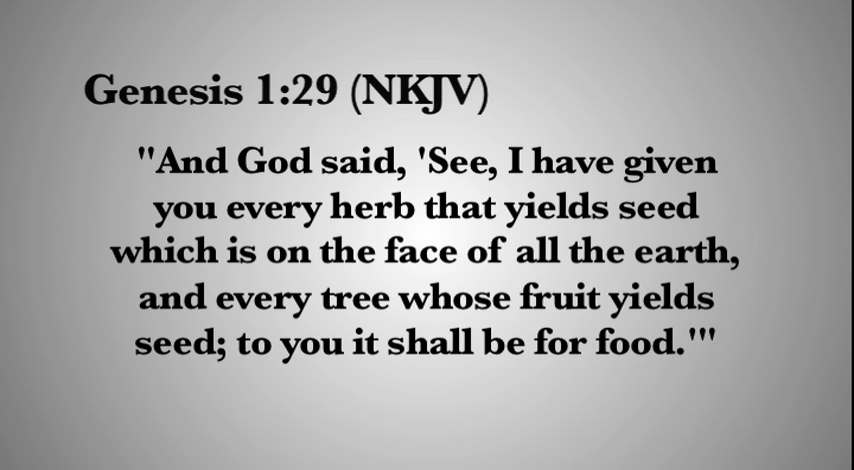 Genesis 1:29 (NKJV)
"And God said, 'See, I have given
you every herb that yields seed
which is on the face of all the earth,
and every tree whose fruit yields
seed; to you it shall be for food.'"